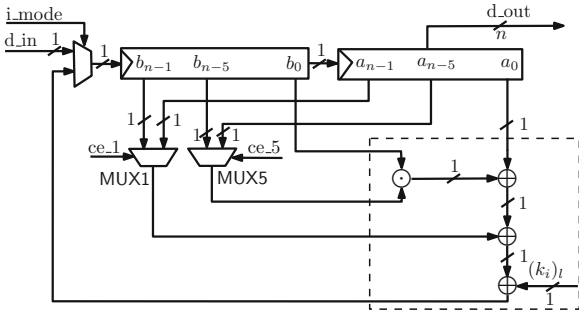 i_mode
d_in 1
1
b_{n−1} b_{n−5} b_0
1
a_{n−1} a_{n−5} a_0
d_out
n
1 1
1 1
1
ce_1
ce_5
MUX1
MUX5
⊙
1
⊕
1
⊕
1
⊕
(k_i)_l
1